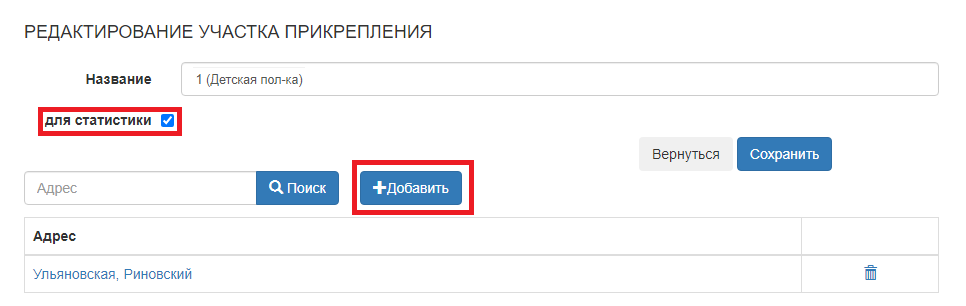 РЕДАКТИРОВАНИЕ УЧАСТКА ПРИКРЕПЛЕНИЯ
Название 1 (Детская пол-ка)
для статистики
Вернуться Сохранить
Адрес Поиск Добавить
Адрес
Ульяновская, Риновский